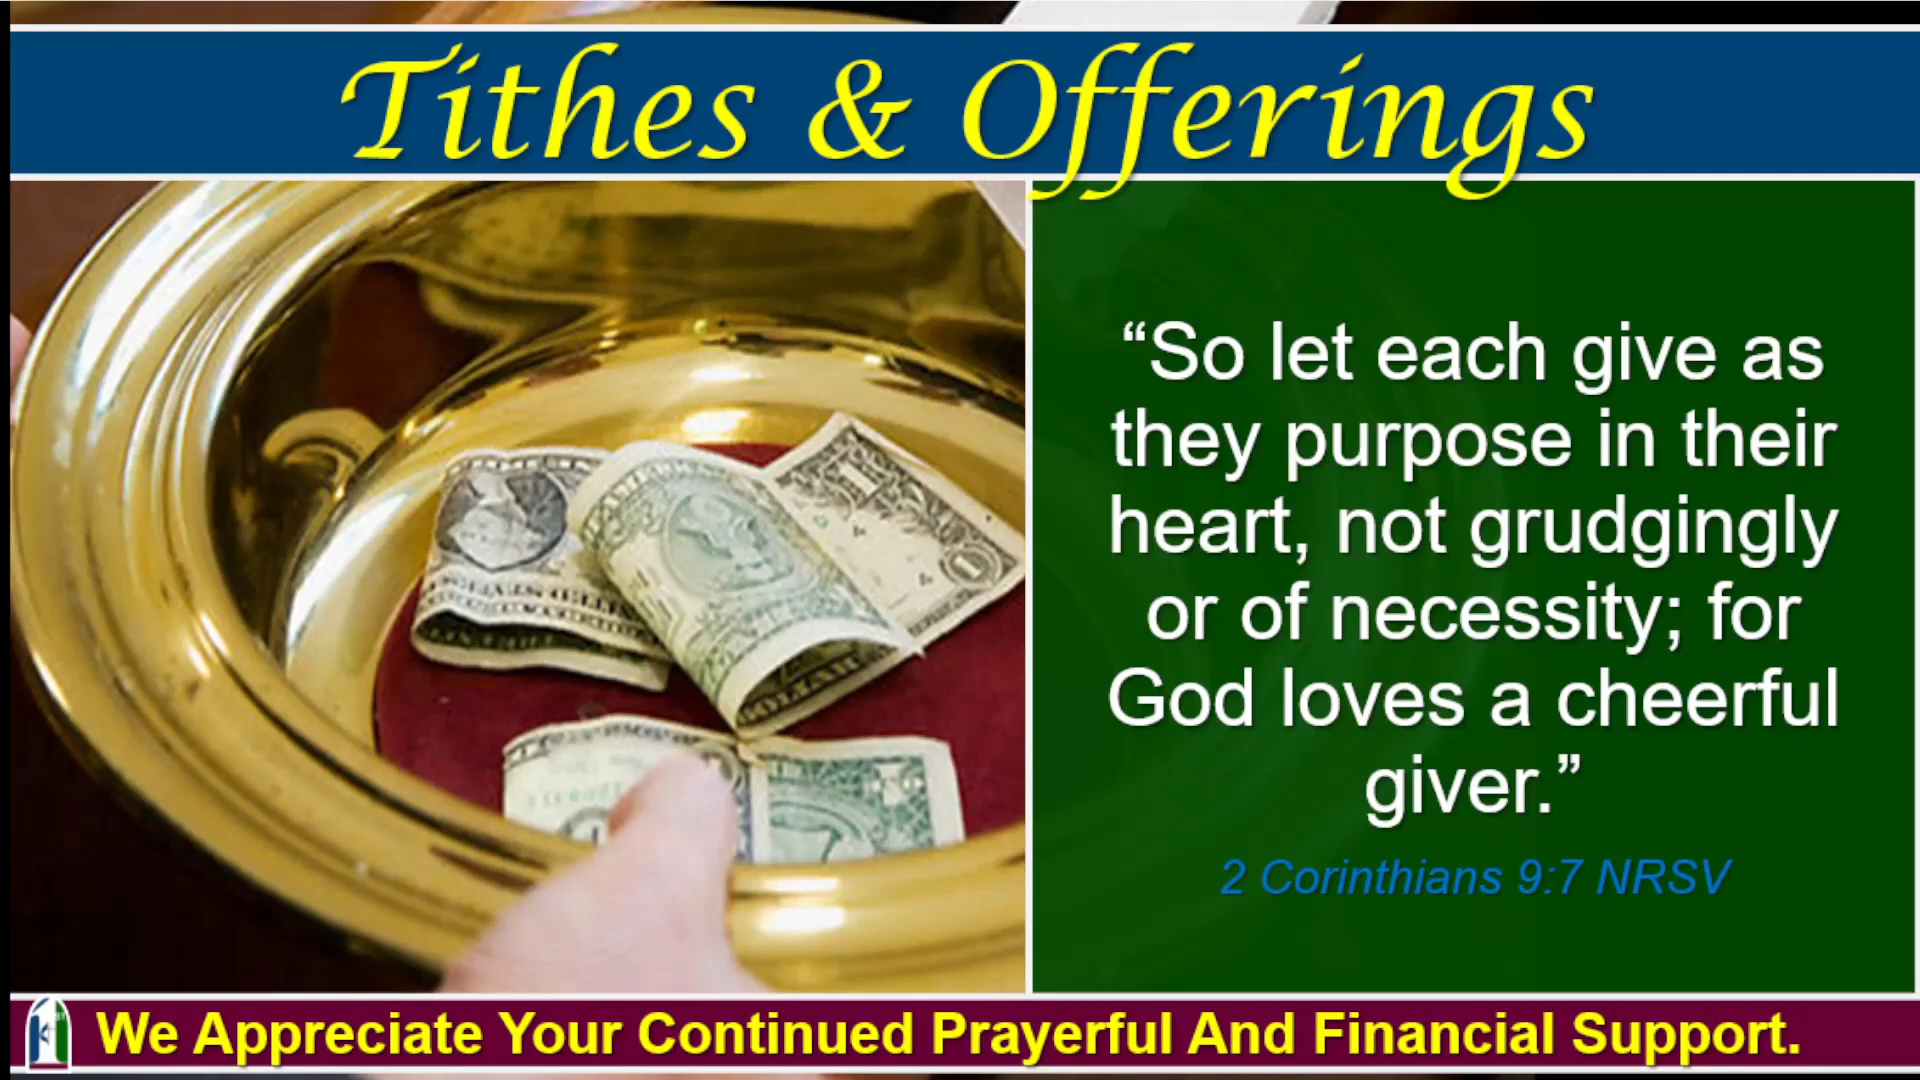 Tithes & Offerings
“So let each give as
they purpose in their
heart, not grudgingly
or of necessity; for
God loves a cheerful
giver.”
2 Corinthians 9:7 NRSV
We Appreciate Your Continued Prayerful And Financial Support.